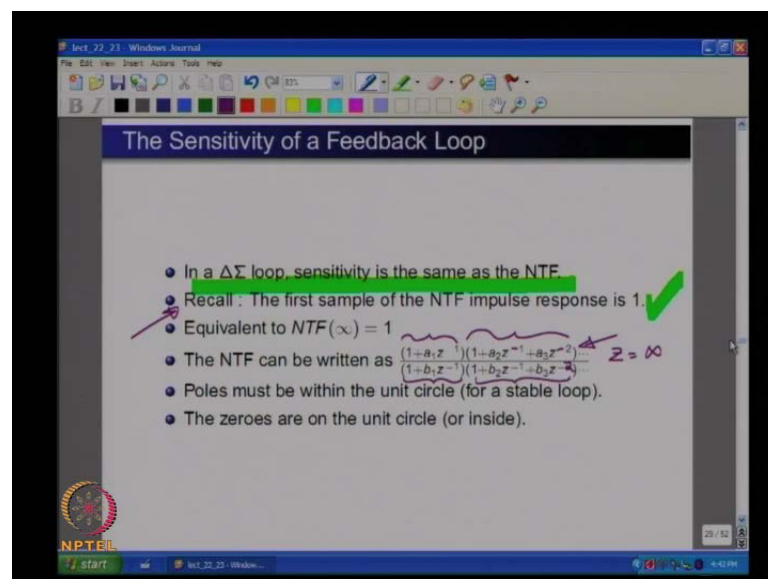 lect_22_23 - Windows Journal
File Edit View Insert Actions Tools Help
83%
B I
The Sensitivity of a Feedback Loop
In a ΔΣ loop, sensitivity is the same as the NTF.
Recall : The first sample of the NTF impulse response is 1.
Equivalent to NTF(∞) = 1
The NTF can be written as (1+a₁z⁻¹)(1+a₂z⁻¹+a₃z⁻²)··· / (1+b₁z⁻¹)(1+b₂z⁻¹+b₃z⁻²)··· z = ∞
Poles must be within the unit circle (for a stable loop).
The zeroes are on the unit circle (or inside).
29 / 52
NPTEL
start
lect_22_23 - Window...
4:42 PM